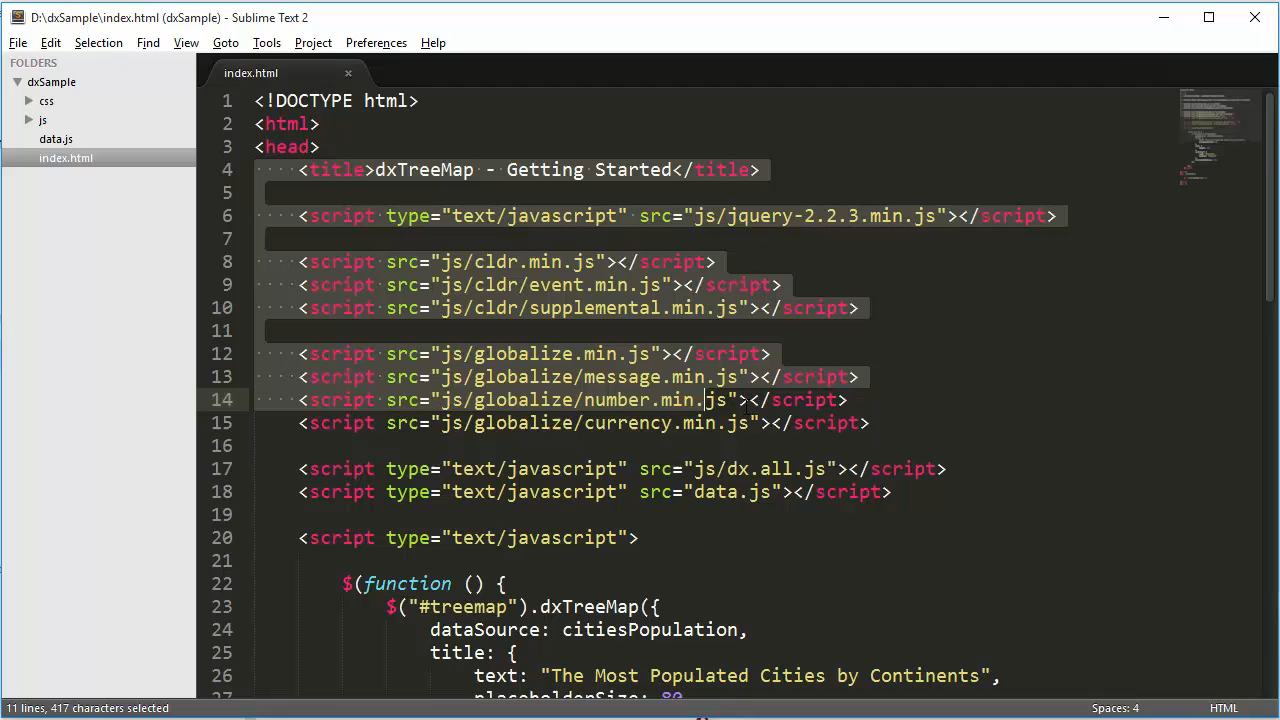 D:\dxSample\index.html (dxSample) - Sublime Text 2
File Edit Selection Find View Goto Tools Project Preferences Help
FOLDERS
dxSample
css
js
data.js
index.html
index.html ×
1 <!DOCTYPE html>
2 <html>
3 <head>
4 <title>dxTreeMap - Getting Started</title>
5
6 <script type="text/javascript" src="js/jquery-2.2.3.min.js"></script>
7
8 <script src="js/cldr.min.js"></script>
9 <script src="js/cldr/event.min.js"></script>
10 <script src="js/cldr/supplemental.min.js"></script>
11
12 <script src="js/globalize.min.js"></script>
13 <script src="js/globalize/message.min.js"></script>
14 <script src="js/globalize/number.min.js"></script>
15 <script src="js/globalize/currency.min.js"></script>
16
17 <script type="text/javascript" src="js/dx.all.js"></script>
18 <script type="text/javascript" src="data.js"></script>
19
20 <script type="text/javascript">
21
22 $(function () {
23 $("#treemap").dxTreeMap({
24 dataSource: citiesPopulation,
25 title: {
26 text: "The Most Populated Cities by Continents",
27 placeholderSize: 80
11 lines, 417 characters selected
Spaces: 4
HTML